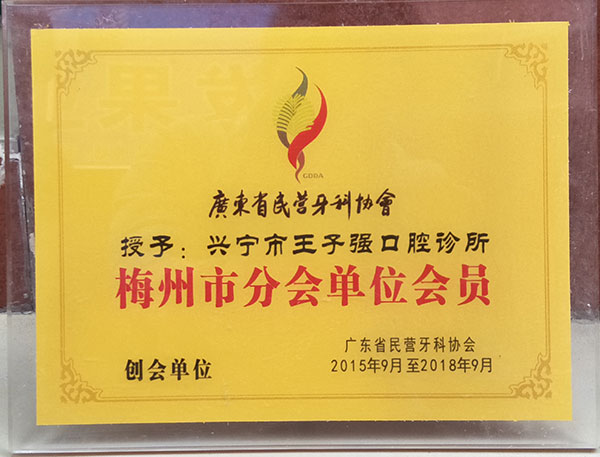 GDDA
廣東省民营牙科协會
授予：兴宁市王子强口腔诊所
梅州市分会单位会员
广东省民营牙科协会
创会单位
2015年9月至2018年9月